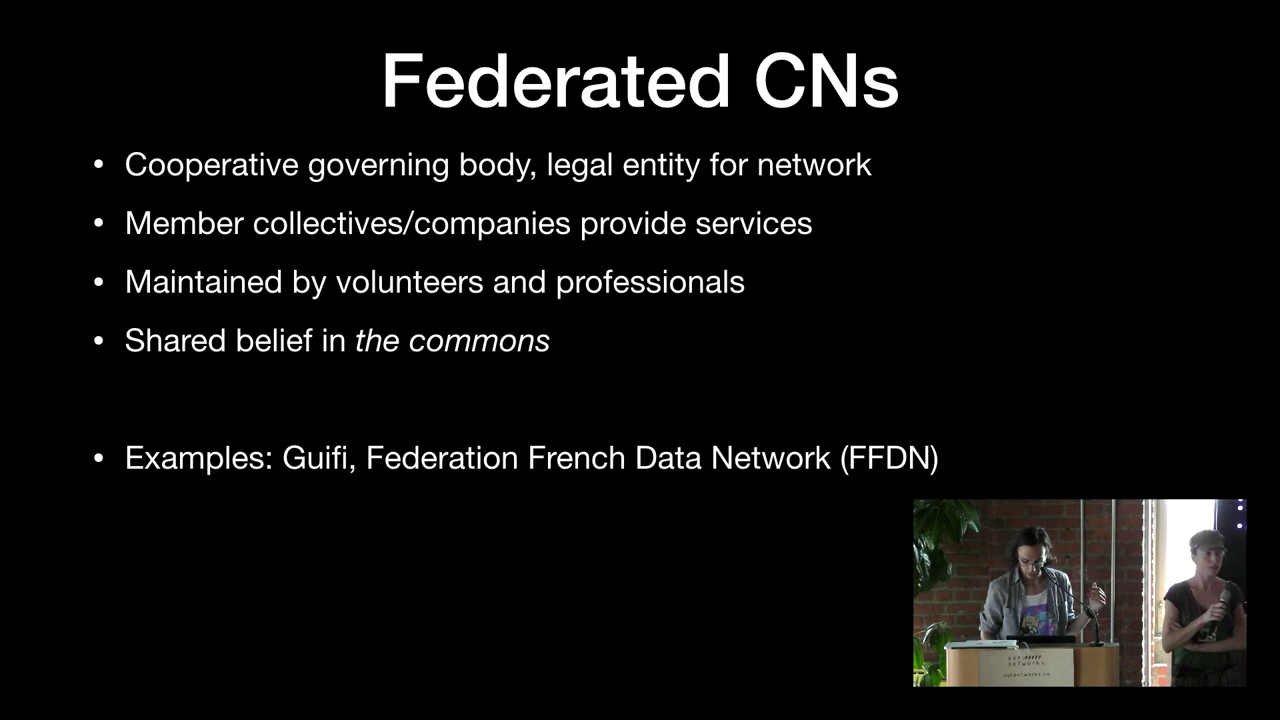 Federated CNs
• Cooperative governing body, legal entity for network
• Member collectives/companies provide services
• Maintained by volunteers and professionals
• Shared belief in the commons
• Examples: Guifi, Federation French Data Network (FFDN)
networks